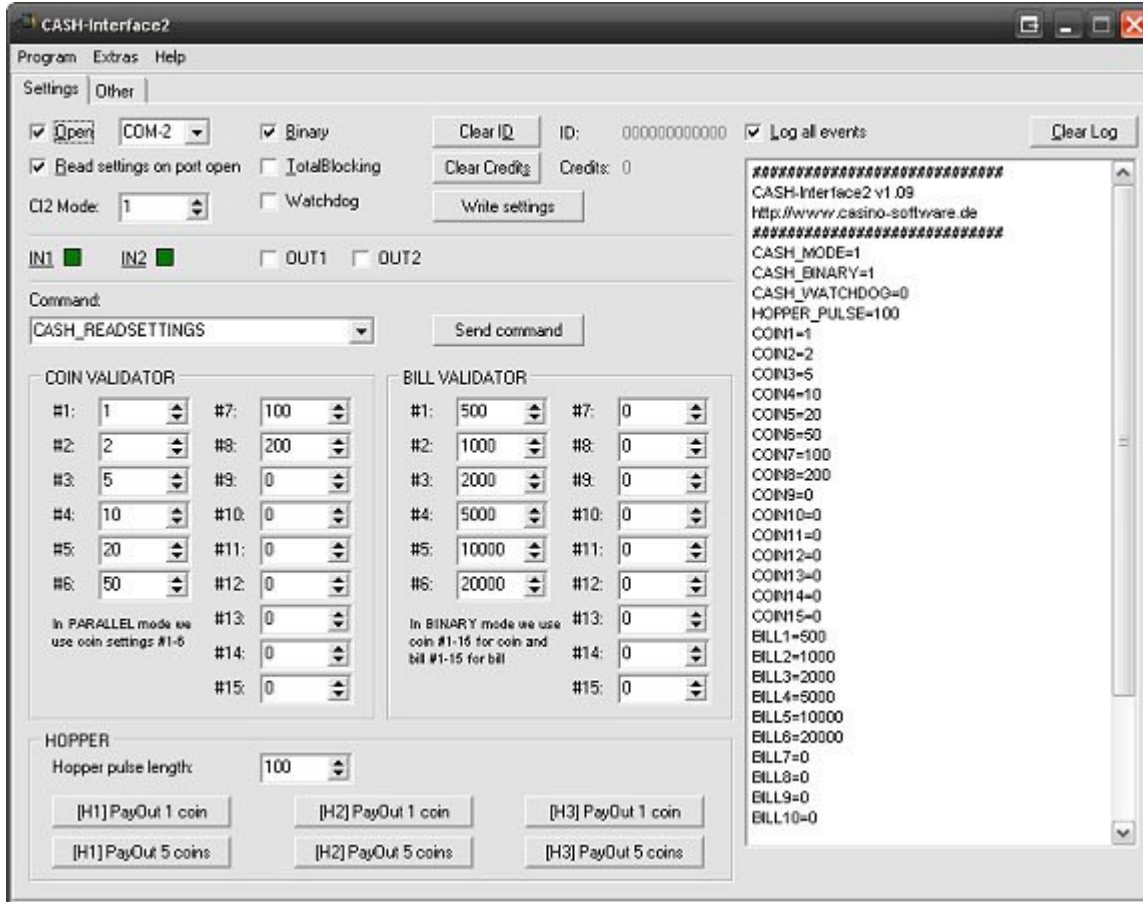 CASH-Interface2
Program Extras Help
Settings Other
Open COM-2 Binary Clear ID ID: 000000000000 Log all events Clear Log
Read settings on port open TotalBlocking Clear Credits Credits: 0
CI2 Mode: 1 Watchdog Write settings
IN1 IN2 OUT1 OUT2
Command:
CASH_READSETTINGS Send command
COIN VALIDATOR
#1: 1 #7: 100
#2: 2 #8: 200
#3: 5 #9: 0
#4: 10 #10: 0
#5: 20 #11: 0
#6: 50 #12: 0
#13: 0
#14: 0
#15: 0
In PARALLEL mode we
use coin settings #1-6
BILL VALIDATOR
#1: 500 #7: 0
#2: 1000 #8: 0
#3: 2000 #9: 0
#4: 5000 #10: 0
#5: 10000 #11: 0
#6: 20000 #12: 0
#13: 0
#14: 0
#15: 0
In BINARY mode we use
coin #1-15 for coin and
bill #1-15 for bill
HOPPER
Hopper pulse length: 100
[H1] PayOut 1 coin [H2] PayOut 1 coin [H3] PayOut 1 coin
[H1] PayOut 5 coins [H2] PayOut 5 coins [H3] PayOut 5 coins
##############################
CASH-Interface2 v1.09
http://www.casino-software.de
##############################
CASH_MODE=1
CASH_BINARY=1
CASH_WATCHDOG=0
HOPPER_PULSE=100
COIN1=1
COIN2=2
COIN3=5
COIN4=10
COIN5=20
COIN6=50
COIN7=100
COIN8=200
COIN9=0
COIN10=0
COIN11=0
COIN12=0
COIN13=0
COIN14=0
COIN15=0
BILL1=500
BILL2=1000
BILL3=2000
BILL4=5000
BILL5=10000
BILL6=20000
BILL7=0
BILL8=0
BILL9=0
BILL10=0